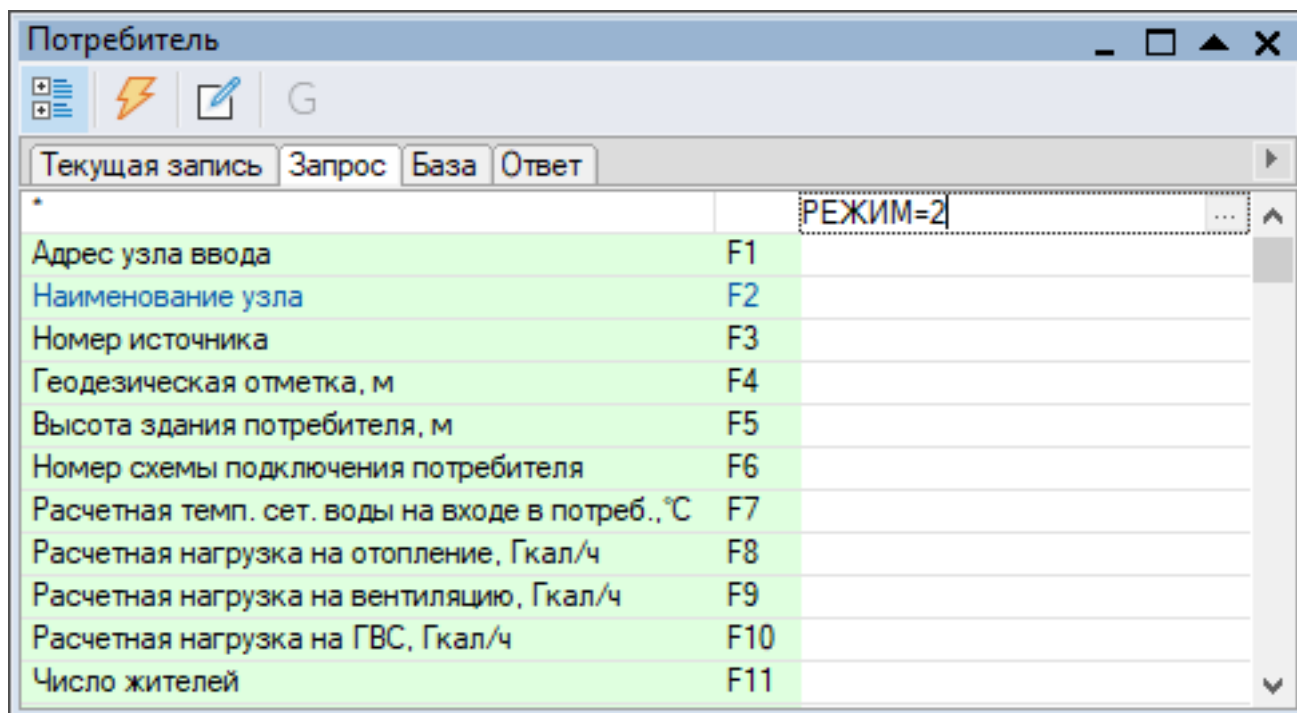 Потребитель
G
Текущая запись Запрос База Ответ
* РЕЖИМ=2 ...
Адрес узла ввода F1
Наименование узла F2
Номер источника F3
Геодезическая отметка, м F4
Высота здания потребителя, м F5
Номер схемы подключения потребителя F6
Расчетная темп. сет. воды на входе в потреб.,°C F7
Расчетная нагрузка на отопление, Гкал/ч F8
Расчетная нагрузка на вентиляцию, Гкал/ч F9
Расчетная нагрузка на ГВС, Гкал/ч F10
Число жителей F11